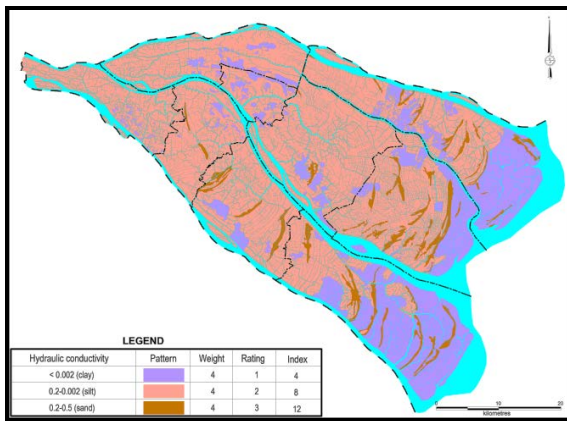 LEGEND
Hydraulic conductivity Pattern Weight Rating Index
< 0.002 (clay) 4 1 4
0.2-0.002 (silt) 4 2 8
0.2-0.5 (sand) 4 3 12
0 10 20
kilometres